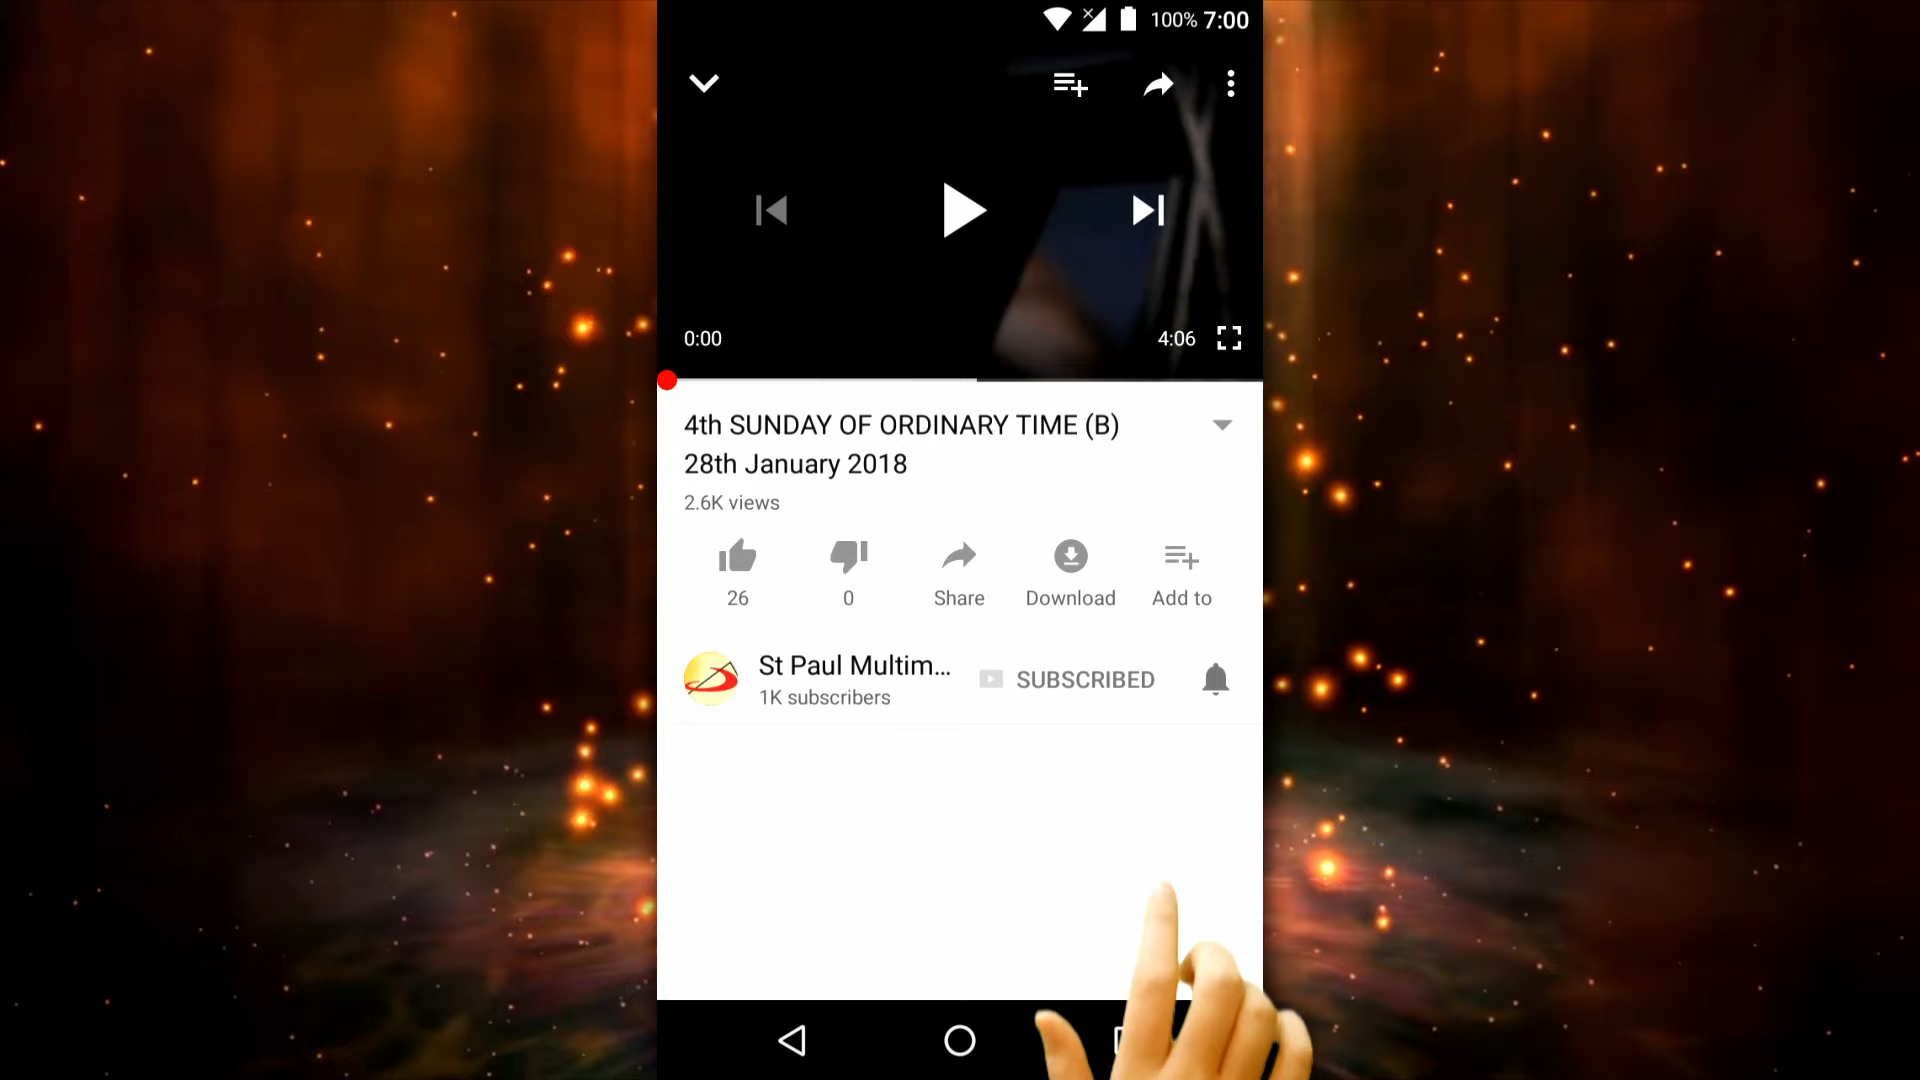 100% 7:00
0:00
4:06
4th SUNDAY OF ORDINARY TIME (B)
28th January 2018
2.6K views
26
0
Share
Download
Add to
St Paul Multim...
SUBSCRIBED
1K subscribers